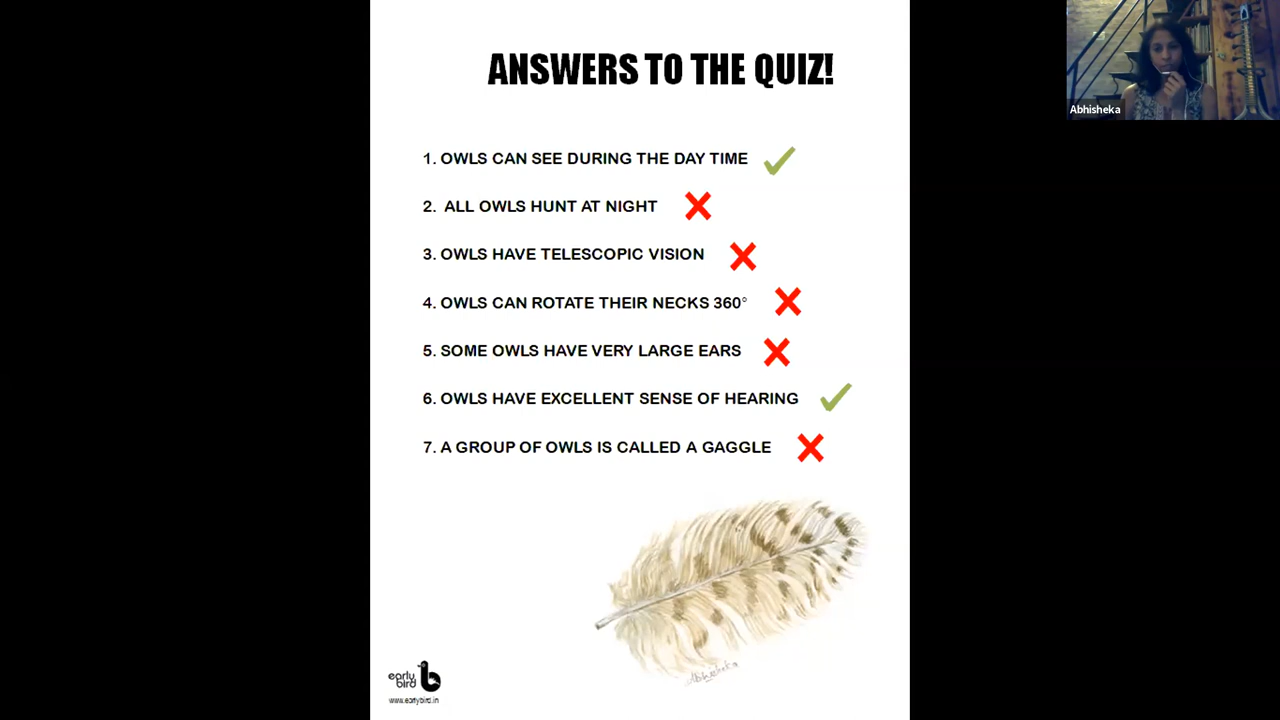 ANSWERS TO THE QUIZ!
Abhisheka
1. OWLS CAN SEE DURING THE DAY TIME
2. ALL OWLS HUNT AT NIGHT
3. OWLS HAVE TELESCOPIC VISION
4. OWLS CAN ROTATE THEIR NECKS 360°
5. SOME OWLS HAVE VERY LARGE EARS
6. OWLS HAVE EXCELLENT SENSE OF HEARING
7. A GROUP OF OWLS IS CALLED A GAGGLE
Abhisheka
early
bird
www.earlybird.in